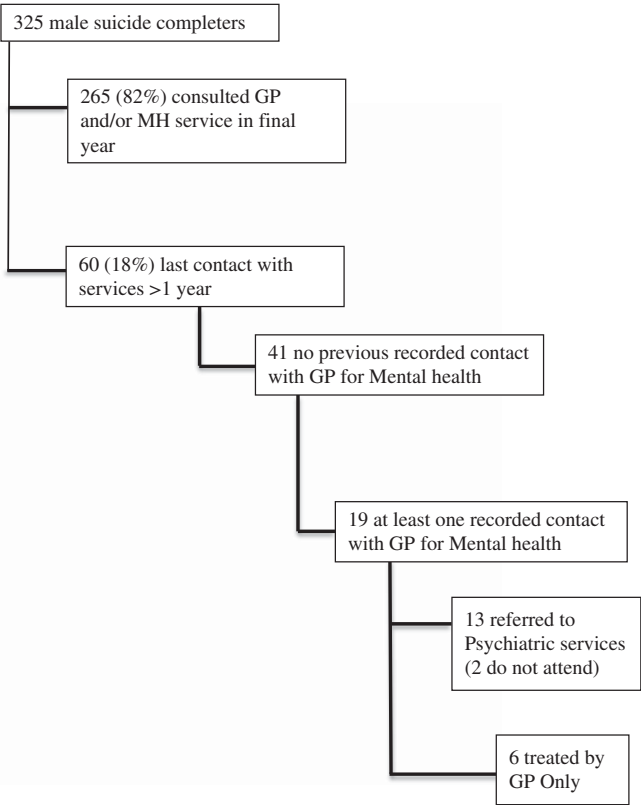 325 male suicide completers
265 (82%) consulted GP
and/or MH service in final
year
60 (18%) last contact with
services >1 year
41 no previous recorded contact
with GP for Mental health
19 at least one recorded contact
with GP for Mental health
13 referred to
Psychiatric services
(2 do not attend)
6 treated by
GP Only